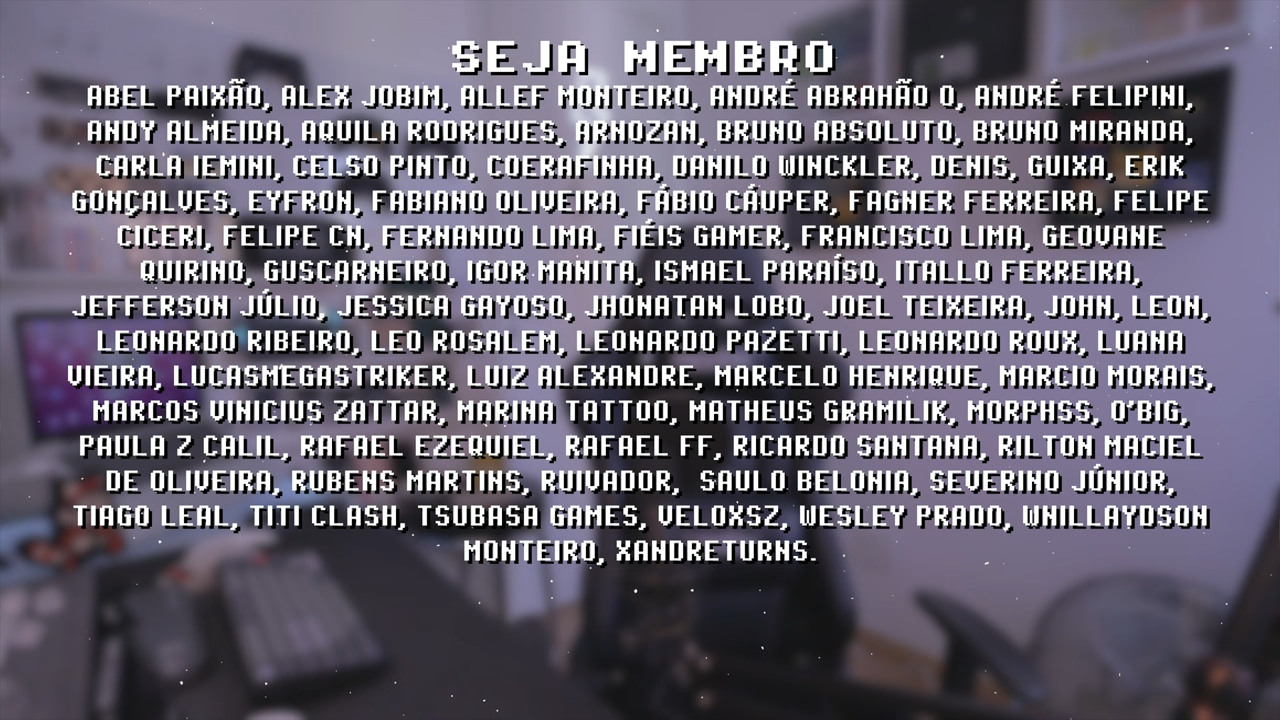 SEJA MEMBRO
ABEL PAIXÃO, ALEX JOBIM, ALLEF MONTEIRO, ANDRÉ ABRAHÃO O, ANDRÉ FELIPINI,
ANDY ALMEIDA, AQUILA RODRIGUES, ARNOZAN, BRUNO ABSOLUTO, BRUNO MIRANDA,
CARLA IEMINI, CELSO PINTO, COERAFINHA, DANILO WINCKLER, DENIS, GUIXA, ERIK
GONÇALVES, EYFRON, FABIANO OLIVEIRA, FÁBIO CÁUPER, FAGNER FERREIRA, FELIPE
CICERI, FELIPE CN, FERNANDO LIMA, FIÉIS GAMER, FRANCISCO LIMA, GEOVANE
QUIRINO, GUSCARNEIRO, IGOR MANITA, ISMAEL PARAÍSO, ITALLO FERREIRA,
JEFFERSON JÚLIO, JESSICA GAYOSO, JHONATAN LOBO, JOEL TEIXEIRA, JOHN, LEON,
LEONARDO RIBEIRO, LEO ROSALEM, LEONARDO PAZETTI, LEONARDO ROUX, LUANA
VIEIRA, LUCASMEGASTRIKER, LUIZ ALEXANDRE, MARCELO HENRIQUE, MARCIO MORAIS,
MARCOS VINICIUS ZATTAR, MARINA TATTOO, MATHEUS GRAMILIK, MORPHSS, O'BIG,
PAULA Z CALIL, RAFAEL EZEQUIEL, RAFAEL FF, RICARDO SANTANA, RILTON MACIEL
DE OLIVEIRA, RUBENS MARTINS, RUIVADOR, SAULO BELONIA, SEVERINO JÚNIOR,
TIAGO LEAL, TITI CLASH, TSUBASA GAMES, VELOXSZ, WESLEY PRADO, WNILLAYDSON
MONTEIRO, XANDRETURNS.